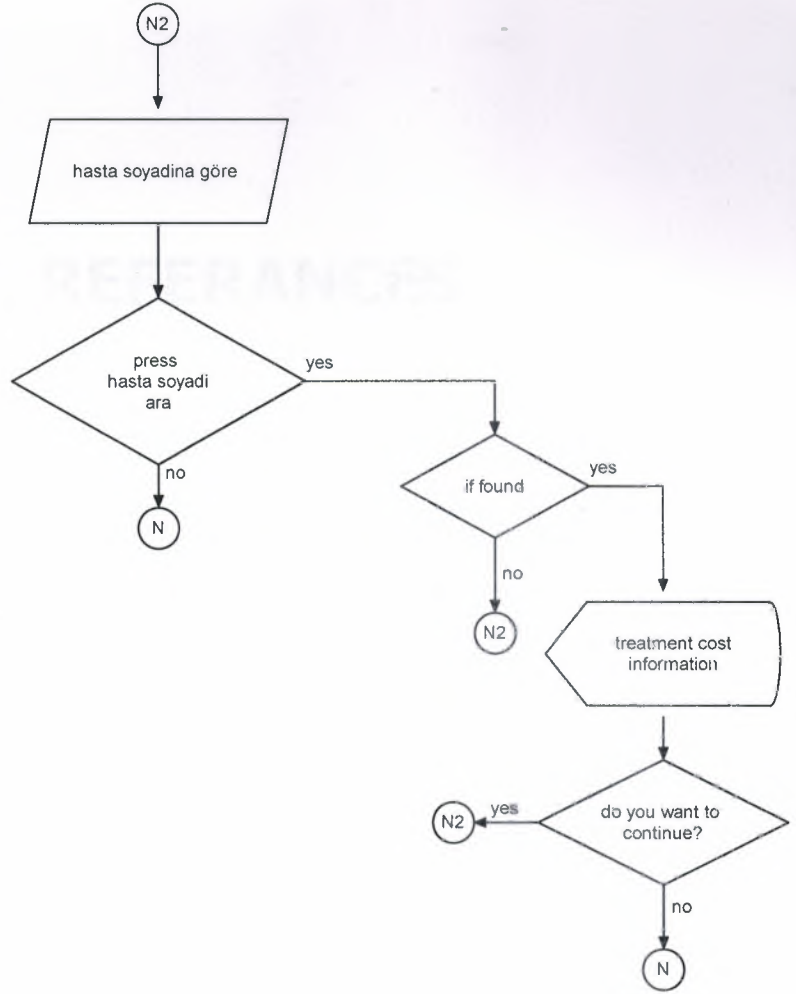 N2
hasta soyadina göre
press
hasta soyadi
ara
yes
no
N
if found
yes
no
N2
treatment cost
information
do you want to
continue?
yes
N2
no
N
REFERANCES